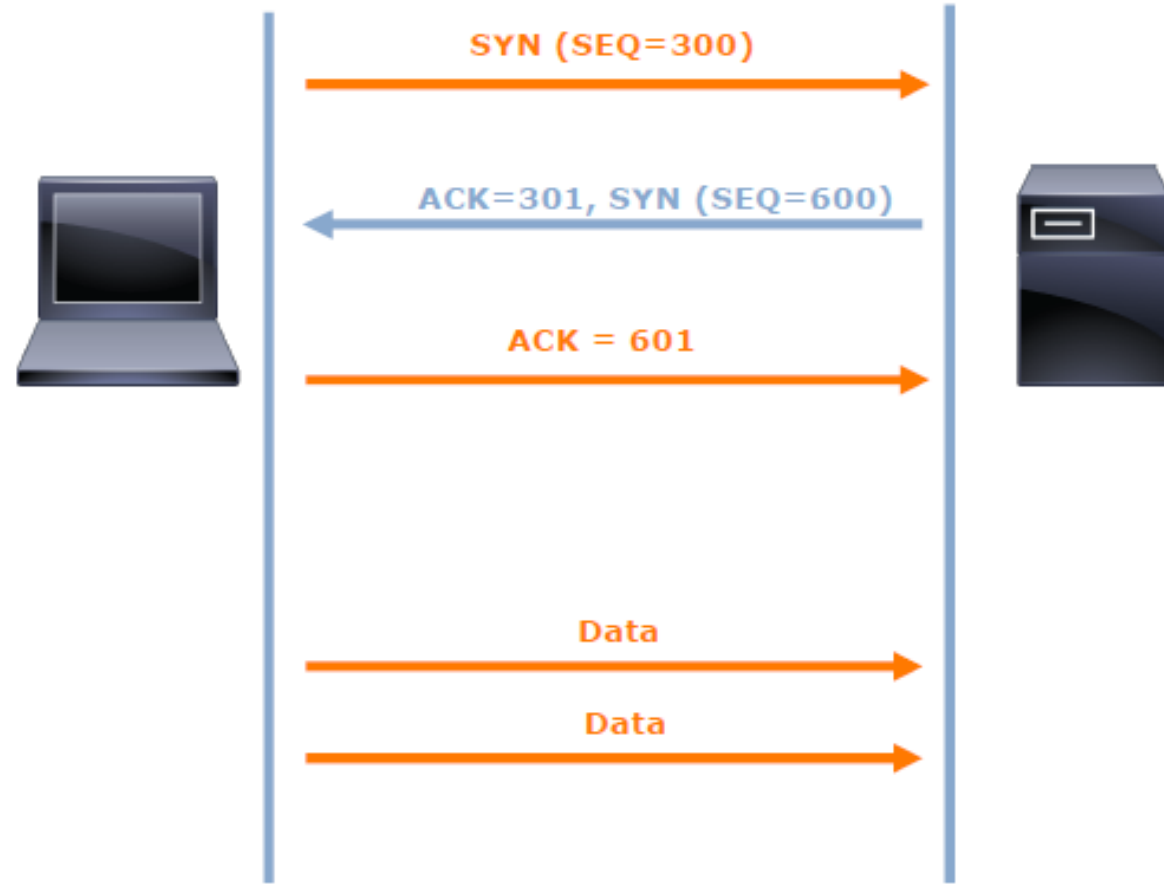 SYN (SEQ=300)
ACK=301, SYN (SEQ=600)
ACK = 601
Data
Data